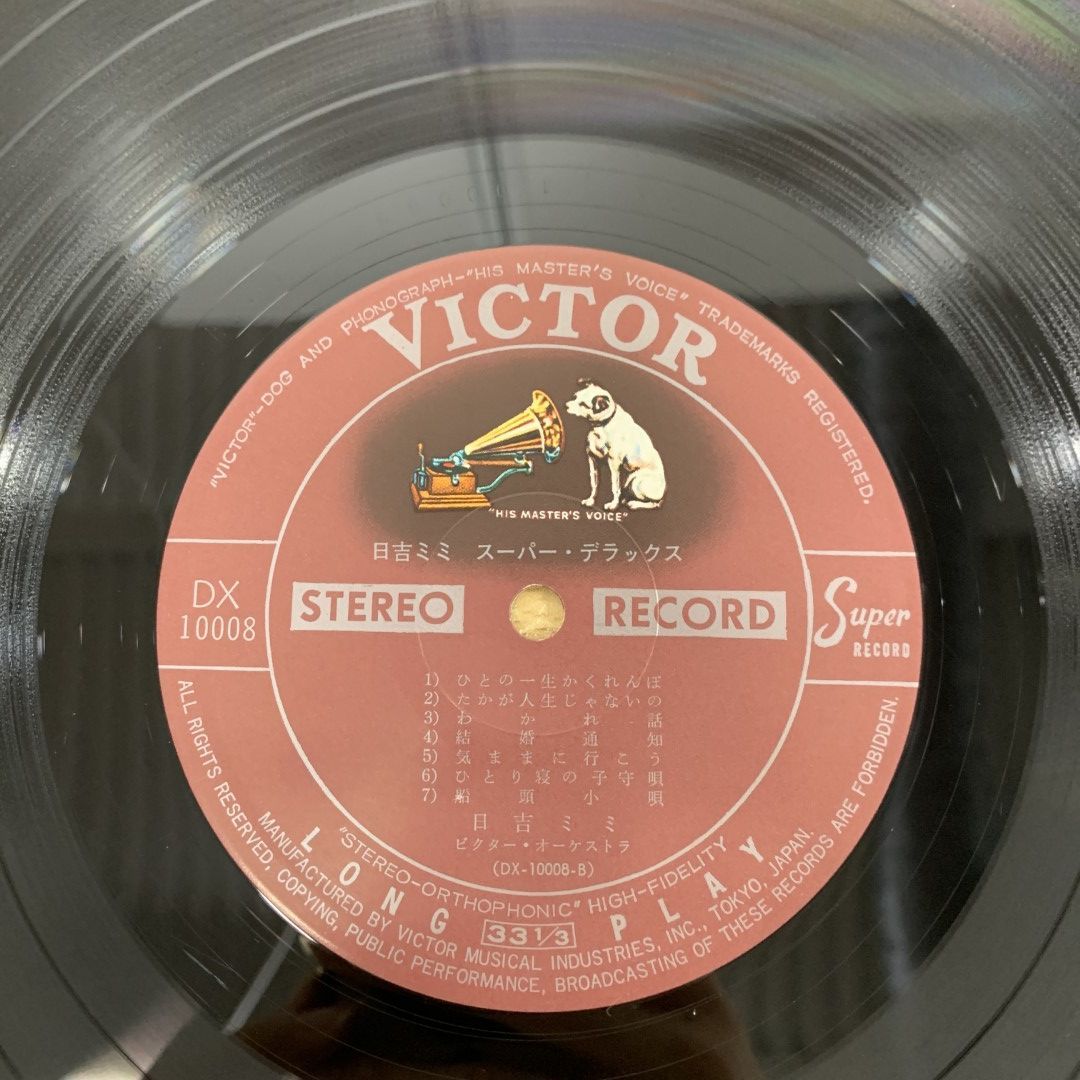 "VICTOR"–DOG AND PHONOGRAPH–"HIS MASTER'S VOICE" TRADEMARKS REGISTERED.
VICTOR
"HIS MASTER'S VOICE"
日吉ミミ スーパー・デラックス
DX
10008
STEREO
RECORD
Super
RECORD
1) ひとの一生かくれんぼ
2) たかが人生じゃないの
3) わかれ話
4) 結婚通知
5) 気ままに行こう
6) ひとり寝の子守唄
7) 船頭小唄
日吉ミミ
ビクター・オーケストラ
(DX-10008-B)
"STEREO-ORTHOPHONIC" HIGH-FIDELITY
LONG 33 1/3 PLAY
MANUFACTURED BY VICTOR MUSICAL INDUSTRIES, INC., TOKYO, JAPAN.
ALL RIGHTS RESERVED, COPYING, PUBLIC PERFORMANCE, BROADCASTING OF THESE RECORDS ARE FORBIDDEN.